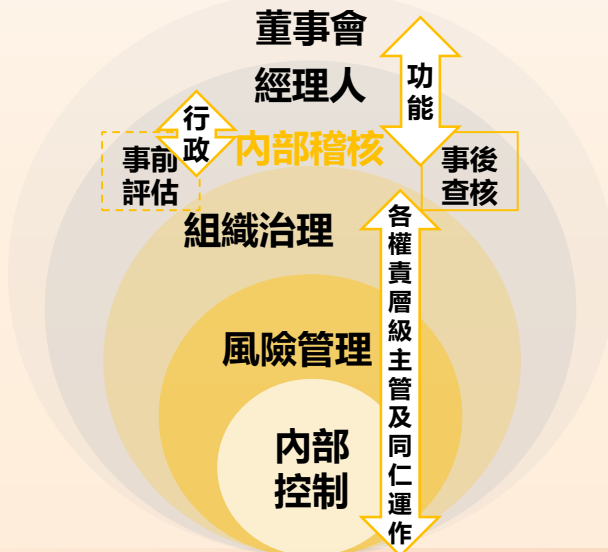 董事會
經理人
功能
行政
內部稽核
事前
評估
事後
查核
組織治理
各權責層級主管及同仁運作
風險管理
內部
控制